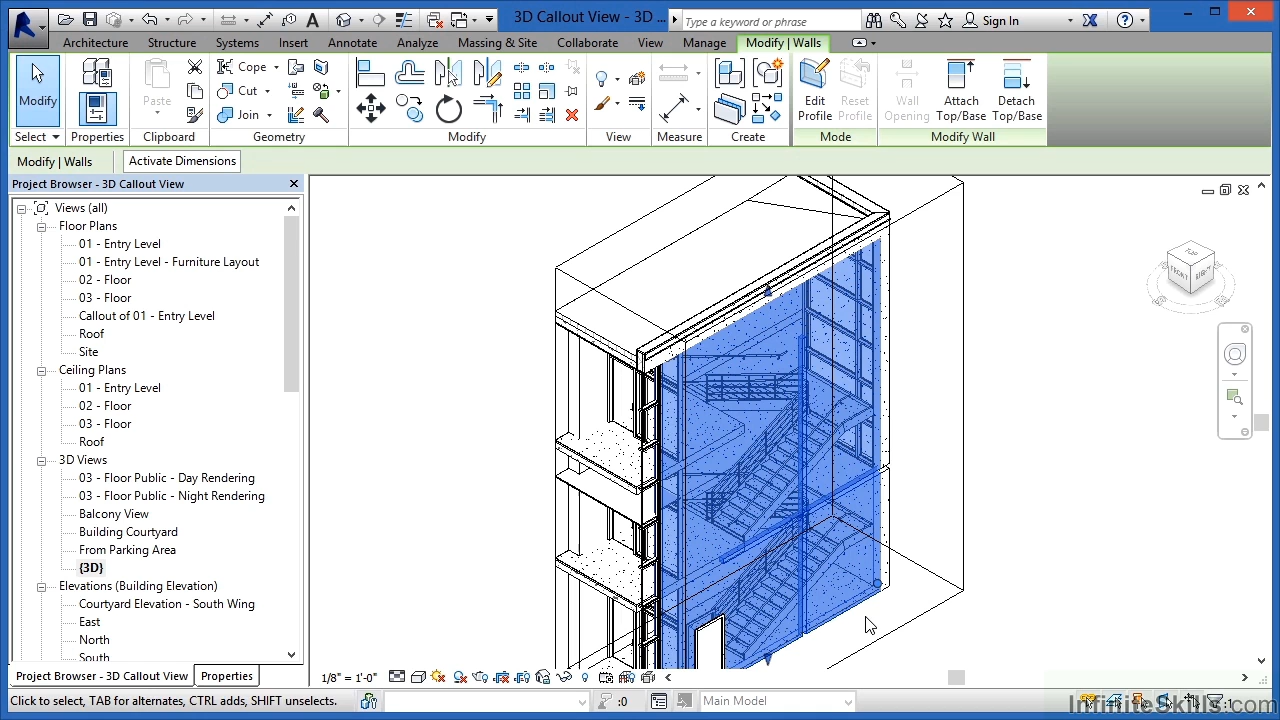 3D Callout View - 3D ...
Type a keyword or phrase
Sign In
Architecture Structure Systems Insert Annotate Analyze Massing & Site Collaborate View Manage Modify | Walls
Modify
Paste
Cope
Cut
Join
Edit
Profile
Reset
Profile
Wall
Opening
Attach
Top/Base
Detach
Top/Base
Select Properties Clipboard Geometry Modify View Measure Create Mode Modify Wall
Modify | Walls
Activate Dimensions
Project Browser - 3D Callout View
Views (all)
Floor Plans
01 - Entry Level
01 - Entry Level - Furniture Layout
02 - Floor
03 - Floor
Callout of 01 - Entry Level
Roof
Site
Ceiling Plans
01 - Entry Level
02 - Floor
03 - Floor
Roof
3D Views
03 - Floor Public - Day Rendering
03 - Floor Public - Night Rendering
Balcony View
Building Courtyard
From Parking Area
{3D}
Elevations (Building Elevation)
Courtyard Elevation - South Wing
East
North
South
TOP
FRONT
RIGHT
Project Browser - 3D Callout View
Properties
1/8" = 1'-0"
Click to select, TAB for alternates, CTRL adds, SHIFT unselects.
:0
Main Model
:1
InfiniteSkills.com